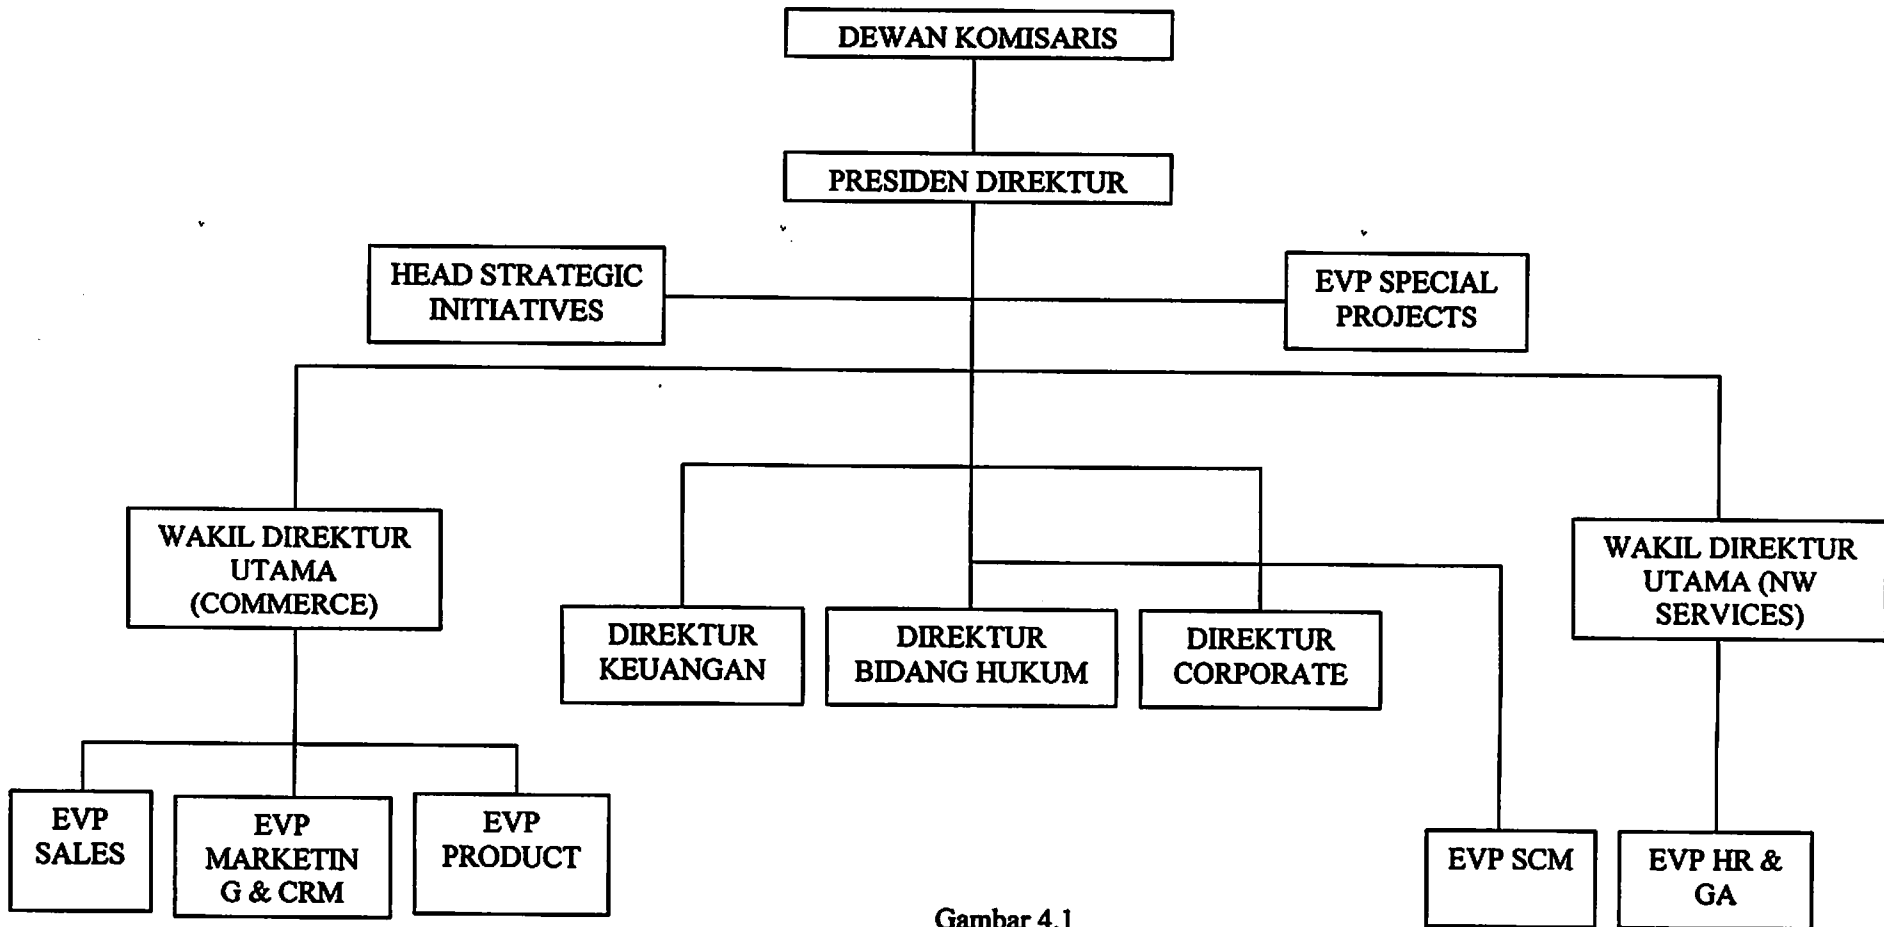 DEWAN KOMISARIS
PRESIDEN DIREKTUR
HEAD STRATEGIC
INITIATIVES
EVP SPECIAL
PROJECTS
WAKIL DIREKTUR
UTAMA
(COMMERCE)
WAKIL DIREKTUR
UTAMA (NW
SERVICES)
DIREKTUR
KEUANGAN
DIREKTUR
BIDANG HUKUM
DIREKTUR
CORPORATE
EVP
SALES
EVP
MARKETIN
G & CRM
EVP
PRODUCT
EVP SCM
EVP HR &
GA
Gambar 4.1